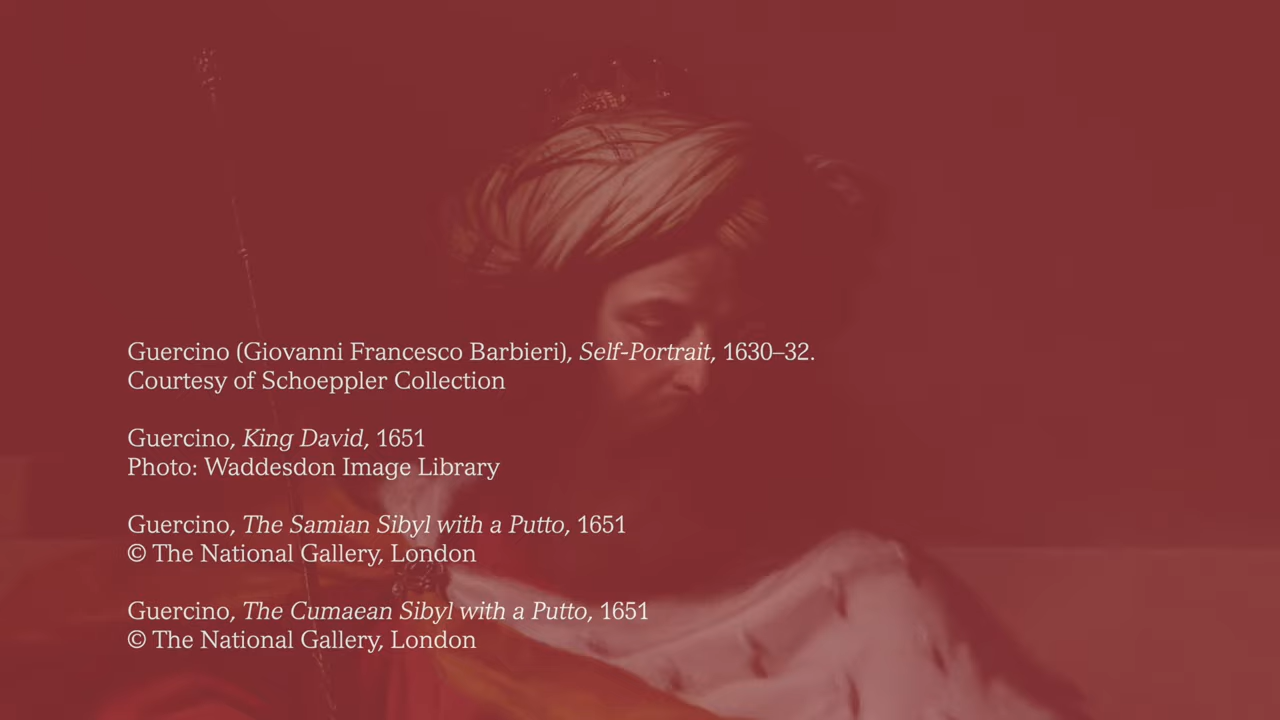 Guercino (Giovanni Francesco Barbieri), Self-Portrait, 1630–32.
Courtesy of Schoeppler Collection
Guercino, King David, 1651
Photo: Waddesdon Image Library
Guercino, The Samian Sibyl with a Putto, 1651
© The National Gallery, London
Guercino, The Cumaean Sibyl with a Putto, 1651
© The National Gallery, London